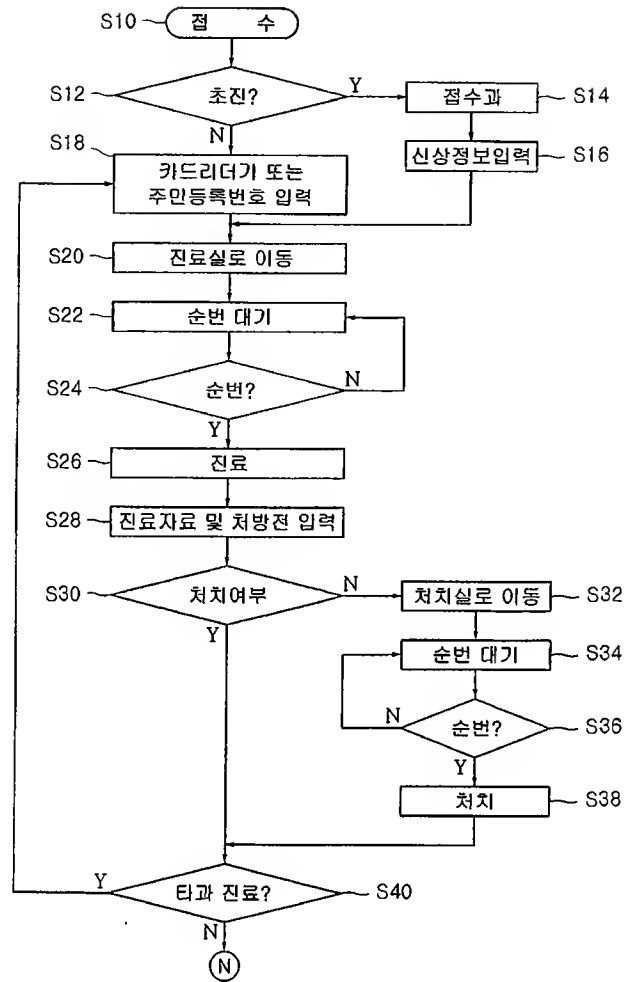 S10
접 수
S12
초진?
Y
접수과
S14
N
S18
카드리더기 또는
주민등록번호 입력
신상정보입력
S16
S20
진료실로 이동
S22
순번 대기
S24
순번?
N
Y
S26
진료
S28
진료자료 및 처방전 입력
S30
처치여부
N
처치실로 이동
S32
Y
순번 대기
S34
N
순번?
S36
Y
처치
S38
Y
타과 진료?
S40
N
N